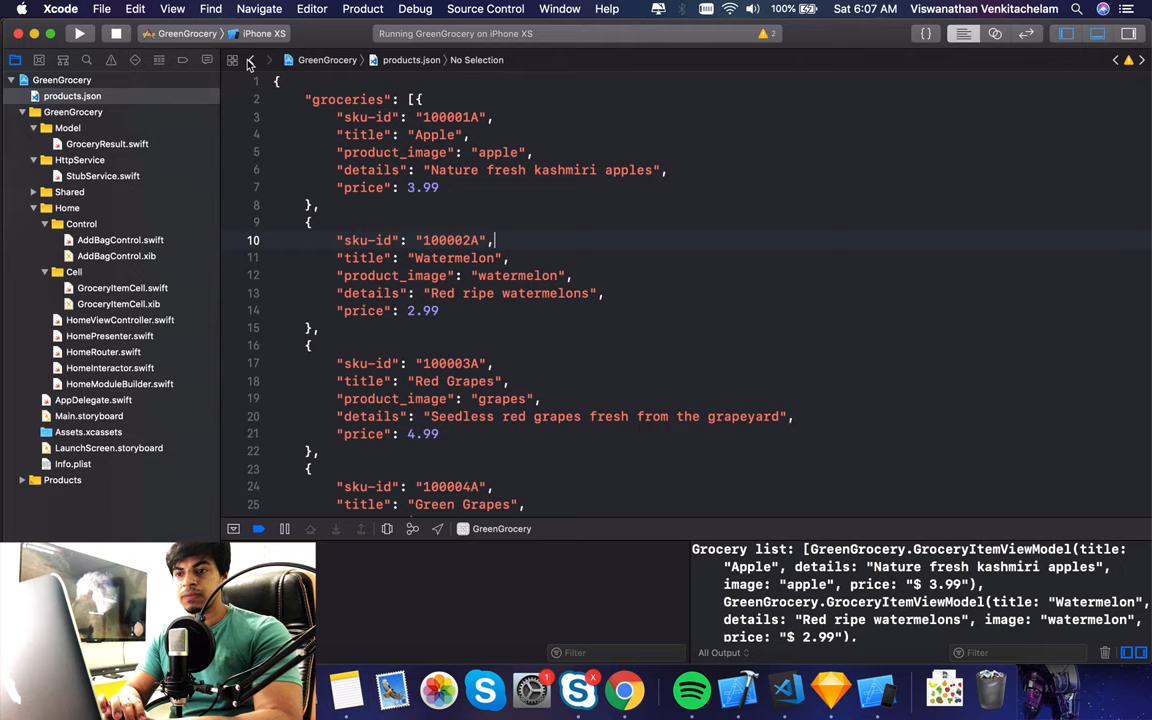 Xcode File Edit View Find Navigate Editor Product Debug Source Control Window Help 100% Sat 6:07 AM Viswanathan Venkitachelam
GreenGrocery iPhone XS Running GreenGrocery on iPhone XS 2
GreenGrocery products.json No Selection
GreenGrocery
products.json
GreenGrocery
Model
GroceryResult.swift
HttpService
StubService.swift
Shared
Home
Control
AddBagControl.swift
AddBagControl.xib
Cell
GroceryItemCell.swift
GroceryItemCell.xib
HomeViewController.swift
HomePresenter.swift
HomeRouter.swift
HomeInteractor.swift
HomeModuleBuilder.swift
AppDelegate.swift
Main.storyboard
Assets.xcassets
LaunchScreen.storyboard
Info.plist
Products
1 {
2 "groceries": [{
3 "sku-id": "100001A",
4 "title": "Apple",
5 "product_image": "apple",
6 "details": "Nature fresh kashmiri apples",
7 "price": 3.99
8 },
9 {
10 "sku-id": "100002A",
11 "title": "Watermelon",
12 "product_image": "watermelon",
13 "details": "Red ripe watermelons",
14 "price": 2.99
15 },
16 {
17 "sku-id": "100003A",
18 "title": "Red Grapes",
19 "product_image": "grapes",
20 "details": "Seedless red grapes fresh from the grapeyard",
21 "price": 4.99
22 },
23 {
24 "sku-id": "100004A",
25 "title": "Green Grapes",
GreenGrocery
Grocery list: [GreenGrocery.GroceryItemViewModel(title:
"Apple", details: "Nature fresh kashmiri apples",
image: "apple", price: "$ 3.99"),
GreenGrocery.GroceryItemViewModel(title: "Watermelon",
details: "Red ripe watermelons", image: "watermelon",
price: "$ 2.99"),
Filter All Output Filter
1 X